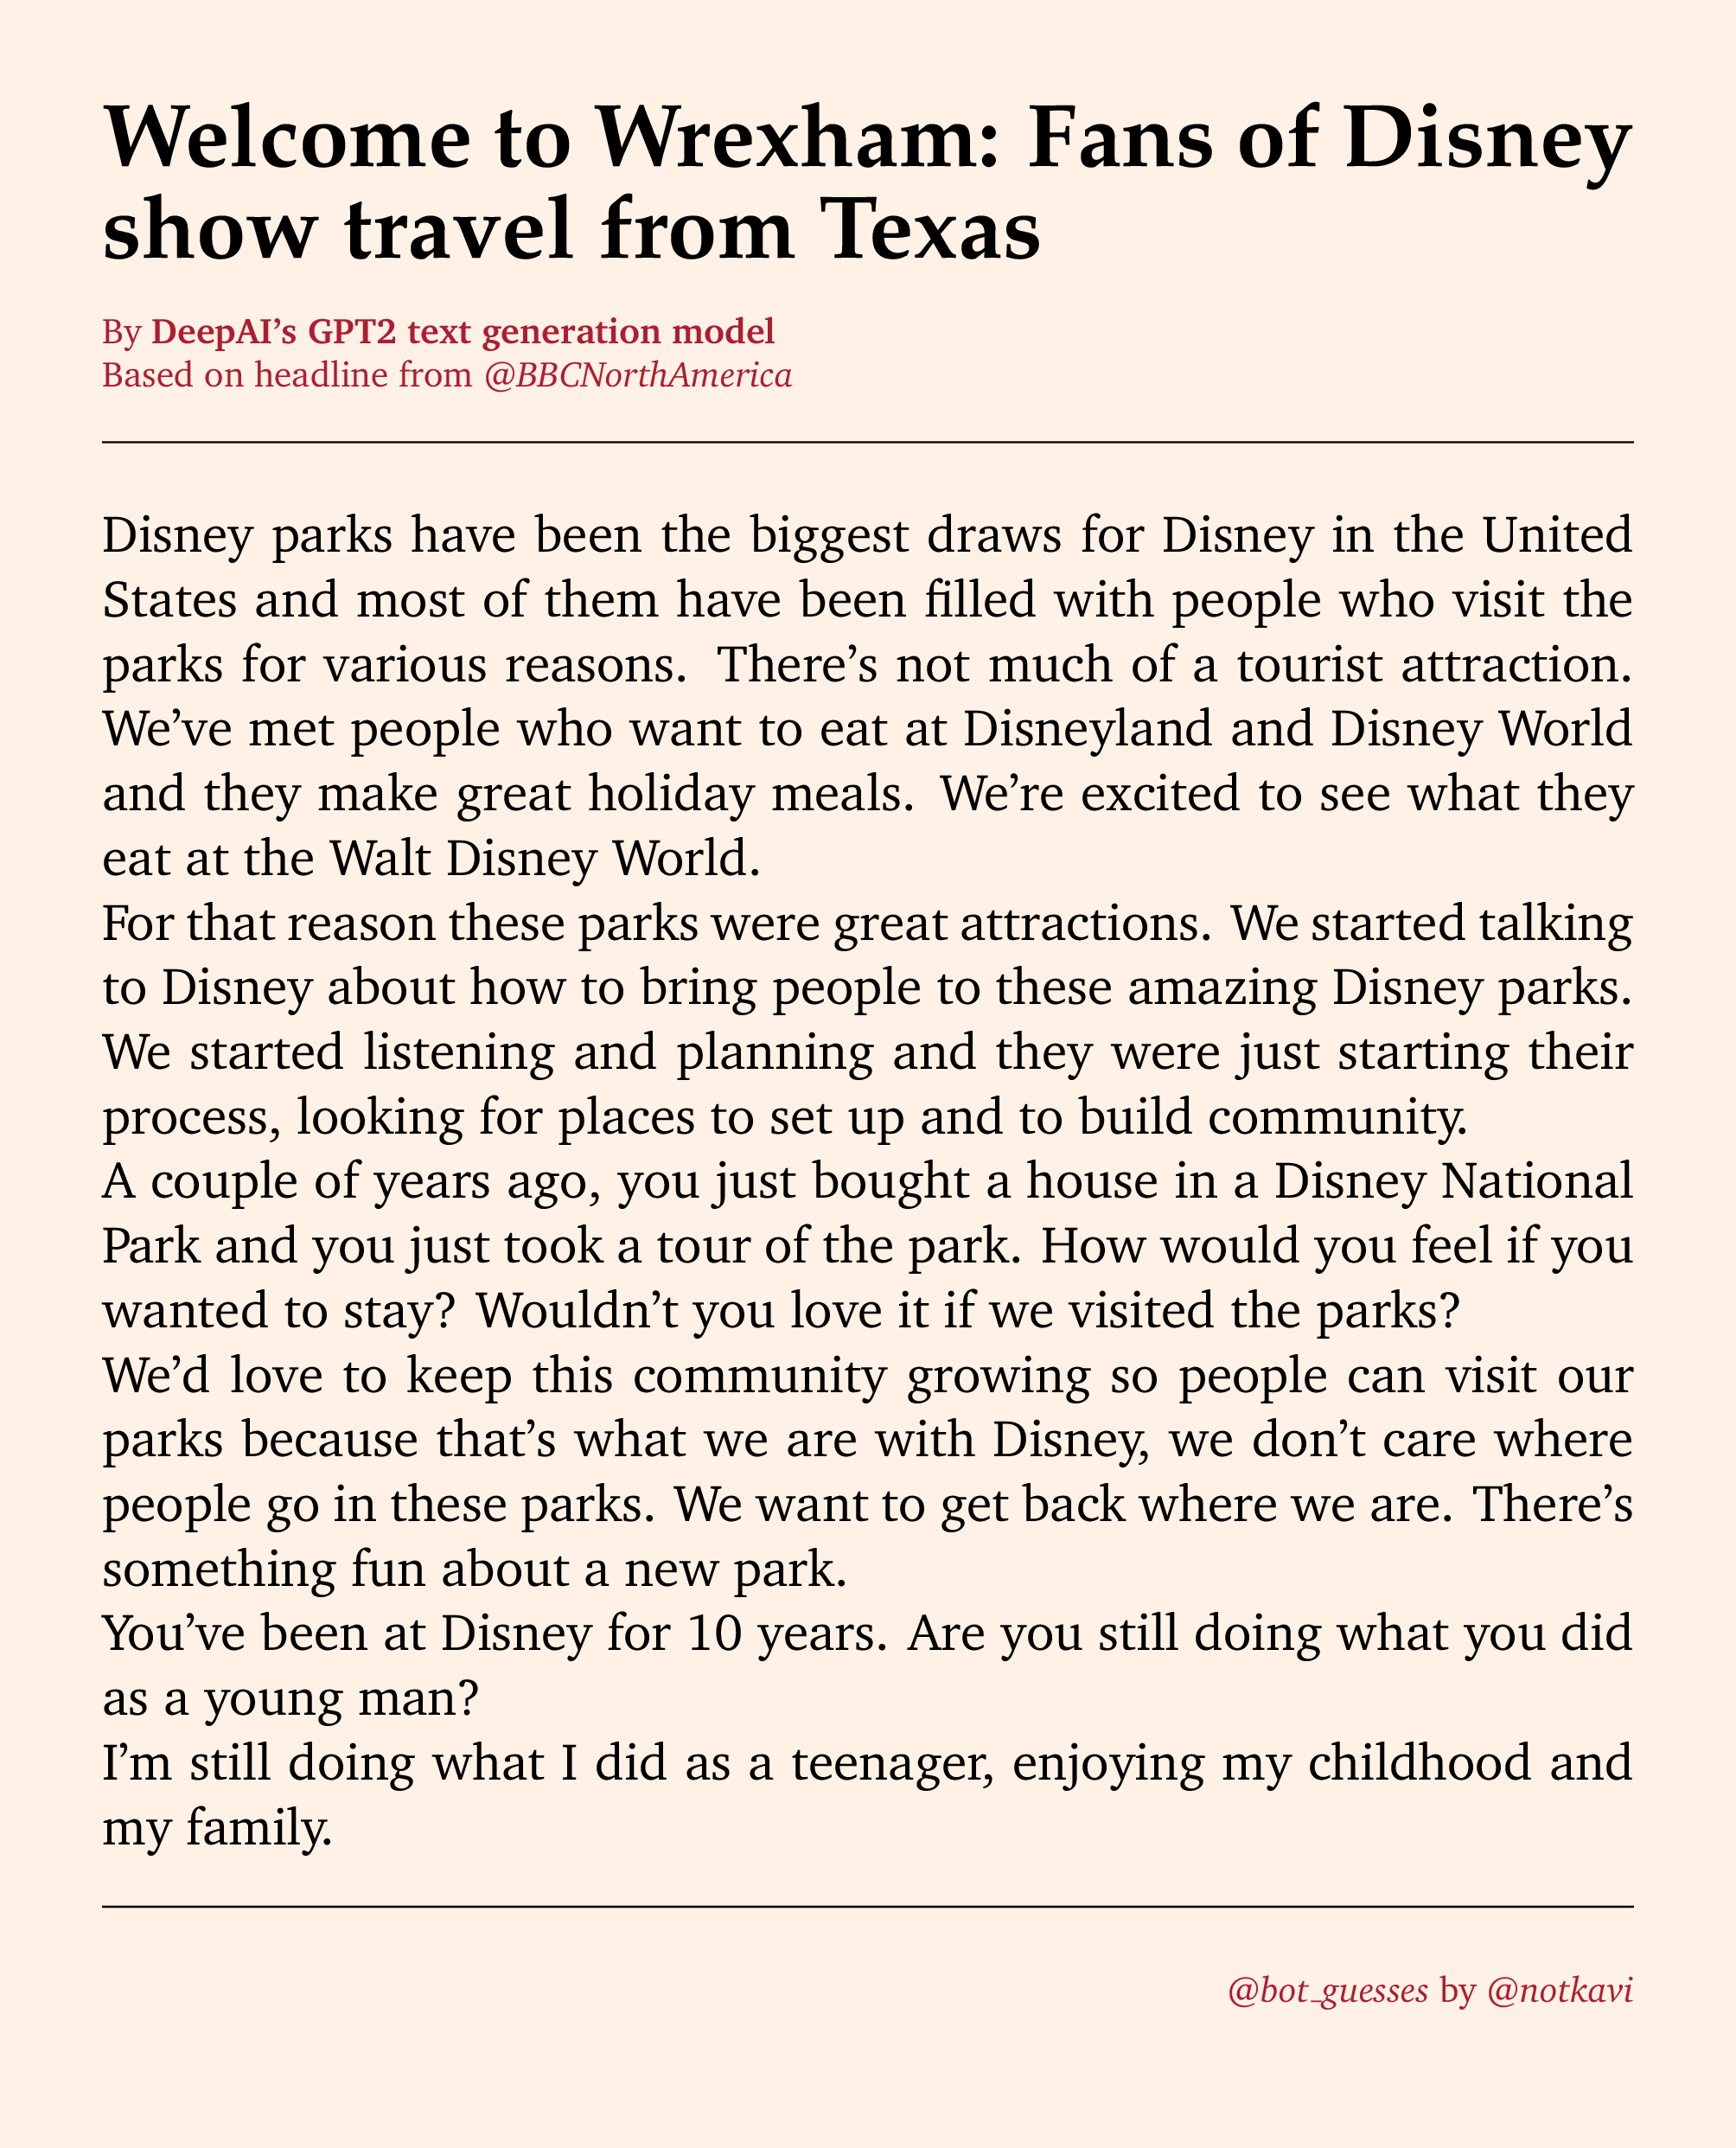 Welcome to Wrexham: Fans of Disney
show travel from Texas
By DeepAI’s GPT2 text generation model
Based on headline from @BBCNorthAmerica
Disney parks have been the biggest draws for Disney in the United
States and most of them have been filled with people who visit the
parks for various reasons. There’s not much of a tourist attraction.
We’ve met people who want to eat at Disneyland and Disney World
and they make great holiday meals. We’re excited to see what they
eat at the Walt Disney World.
For that reason these parks were great attractions. We started talking
to Disney about how to bring people to these amazing Disney parks.
We started listening and planning and they were just starting their
process, looking for places to set up and to build community.
A couple of years ago, you just bought a house in a Disney National
Park and you just took a tour of the park. How would you feel if you
wanted to stay? Wouldn’t you love it if we visited the parks?
We’d love to keep this community growing so people can visit our
parks because that’s what we are with Disney, we don’t care where
people go in these parks. We want to get back where we are. There’s
something fun about a new park.
You’ve been at Disney for 10 years. Are you still doing what you did
as a young man?
I’m still doing what I did as a teenager, enjoying my childhood and
my family.
@bot_guesses by @notkavi